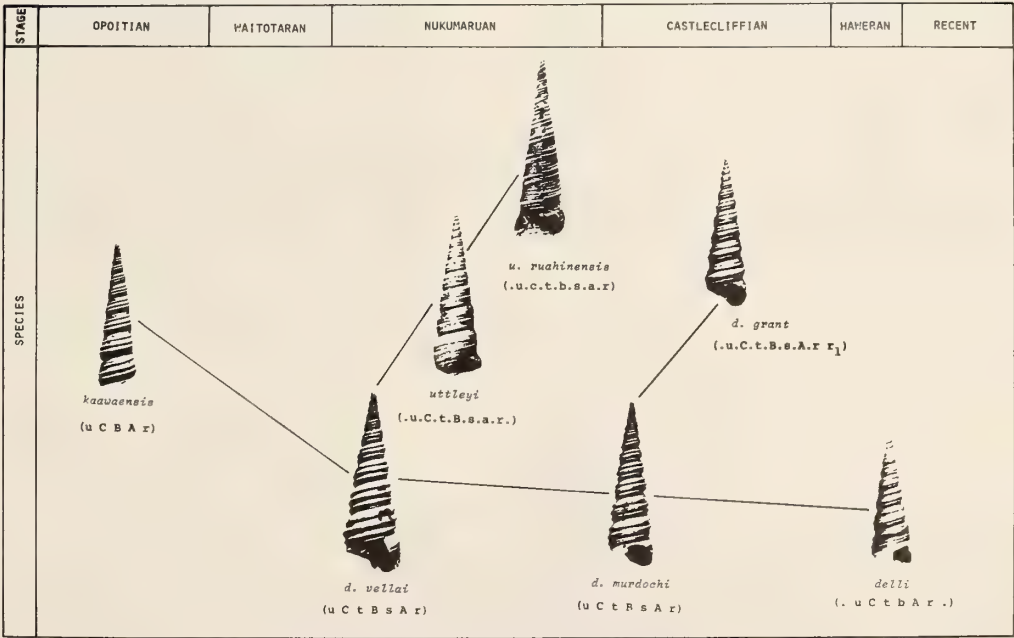 STAGE
OPOITIAN
WAITOTARAN
NUKUMARUAN
CASTLECLIFFIAN
HAWERAN
RECENT
SPECIES
u. ruahinensis
(.u.c.t.b.s.a.r)
d. grant
(.u.C.t.B.s.A.r r₁)
kaawaensis
(u C B A r)
uttleyi
(.u.C.t.B.s.a.r.)
d. vellai
(u C t B s A r)
d. murdochi
(u C t B s A r)
delli
(. u C t b A r .)